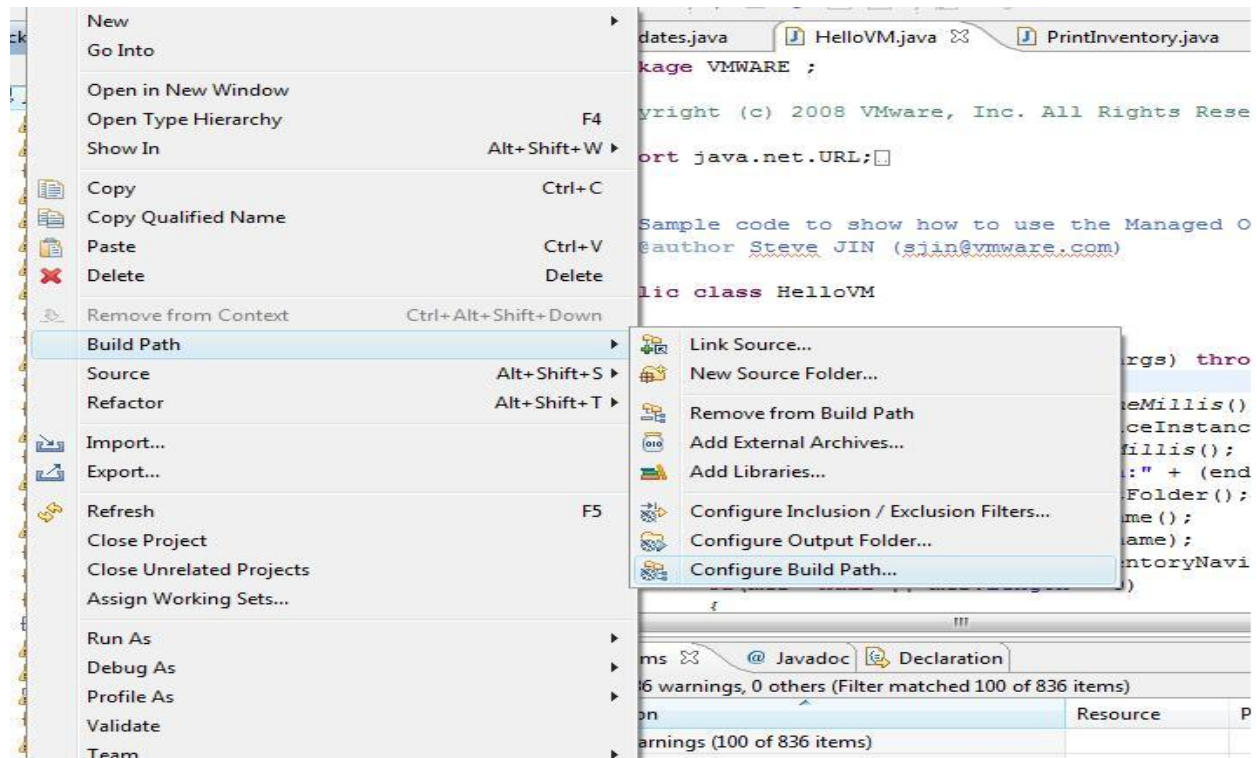 New
Go Into
Open in New Window
Open Type Hierarchy F4
Show In Alt+Shift+W
Copy Ctrl+C
Copy Qualified Name
Paste Ctrl+V
Delete Delete
Remove from Context Ctrl+Alt+Shift+Down
Build Path
Source Alt+Shift+S
Refactor Alt+Shift+T
Import...
Export...
Refresh F5
Close Project
Close Unrelated Projects
Assign Working Sets...
Run As
Debug As
Profile As
Validate
Team
Link Source...
New Source Folder...
Remove from Build Path
Add External Archives...
Add Libraries...
Configure Inclusion / Exclusion Filters...
Configure Output Folder...
Configure Build Path...
dates.java HelloVM.java PrintInventory.java
kage VMWARE ;
yright (c) 2008 VMware, Inc. All Rights Rese
ort java.net.URL;
Sample code to show how to use the Managed O
@author Steve JIN (sjin@vmware.com)
lic class HelloVM
rgs) thro
eMillis()
ceInstanc
Millis();
:" + (end
Folder();
me();
ame);
ntoryNavi
{
ms @ Javadoc Declaration
36 warnings, 0 others (Filter matched 100 of 836 items)
on Resource P
arnings (100 of 836 items)